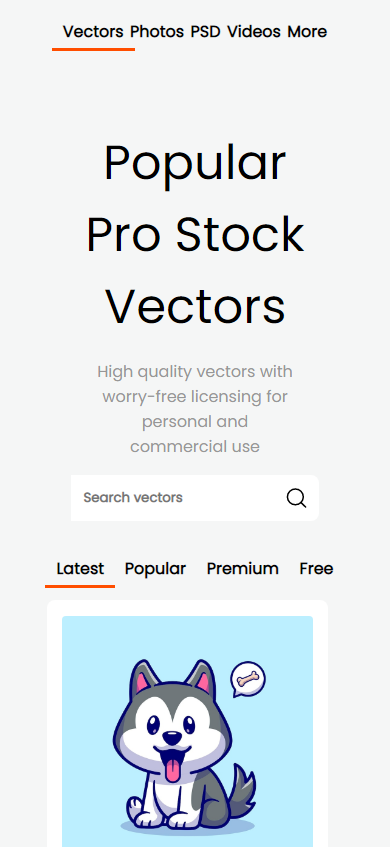 Vectors Photos PSD Videos More
Popular
Pro Stock
Vectors
High quality vectors with
worry-free licensing for
personal and
commercial use
Search vectors
Latest Popular Premium Free